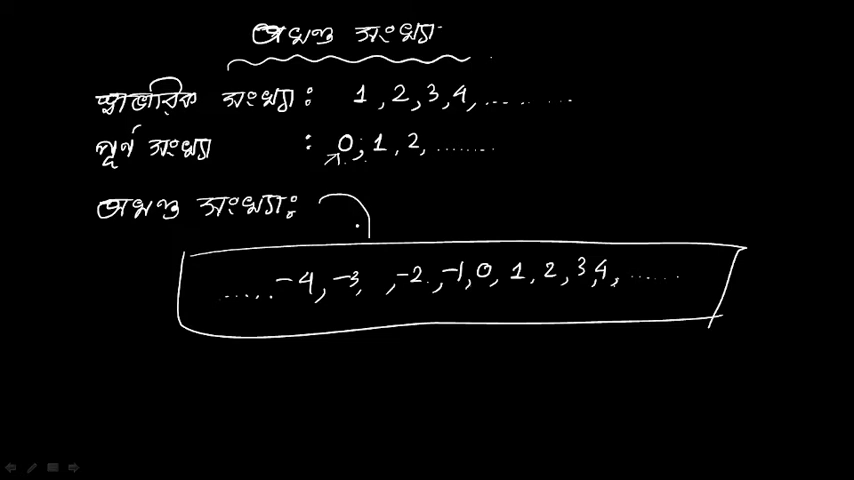 অখণ্ড সংখ্যা
স্বাভাবিক সংখ্যা : 1, 2, 3, 4, ............
পূর্ণ সংখ্যা : 0, 1, 2, ........
অখণ্ড সংখ্যাঃ
...... -4, -3, , -2, -1, 0, 1, 2, 3, 4, ......